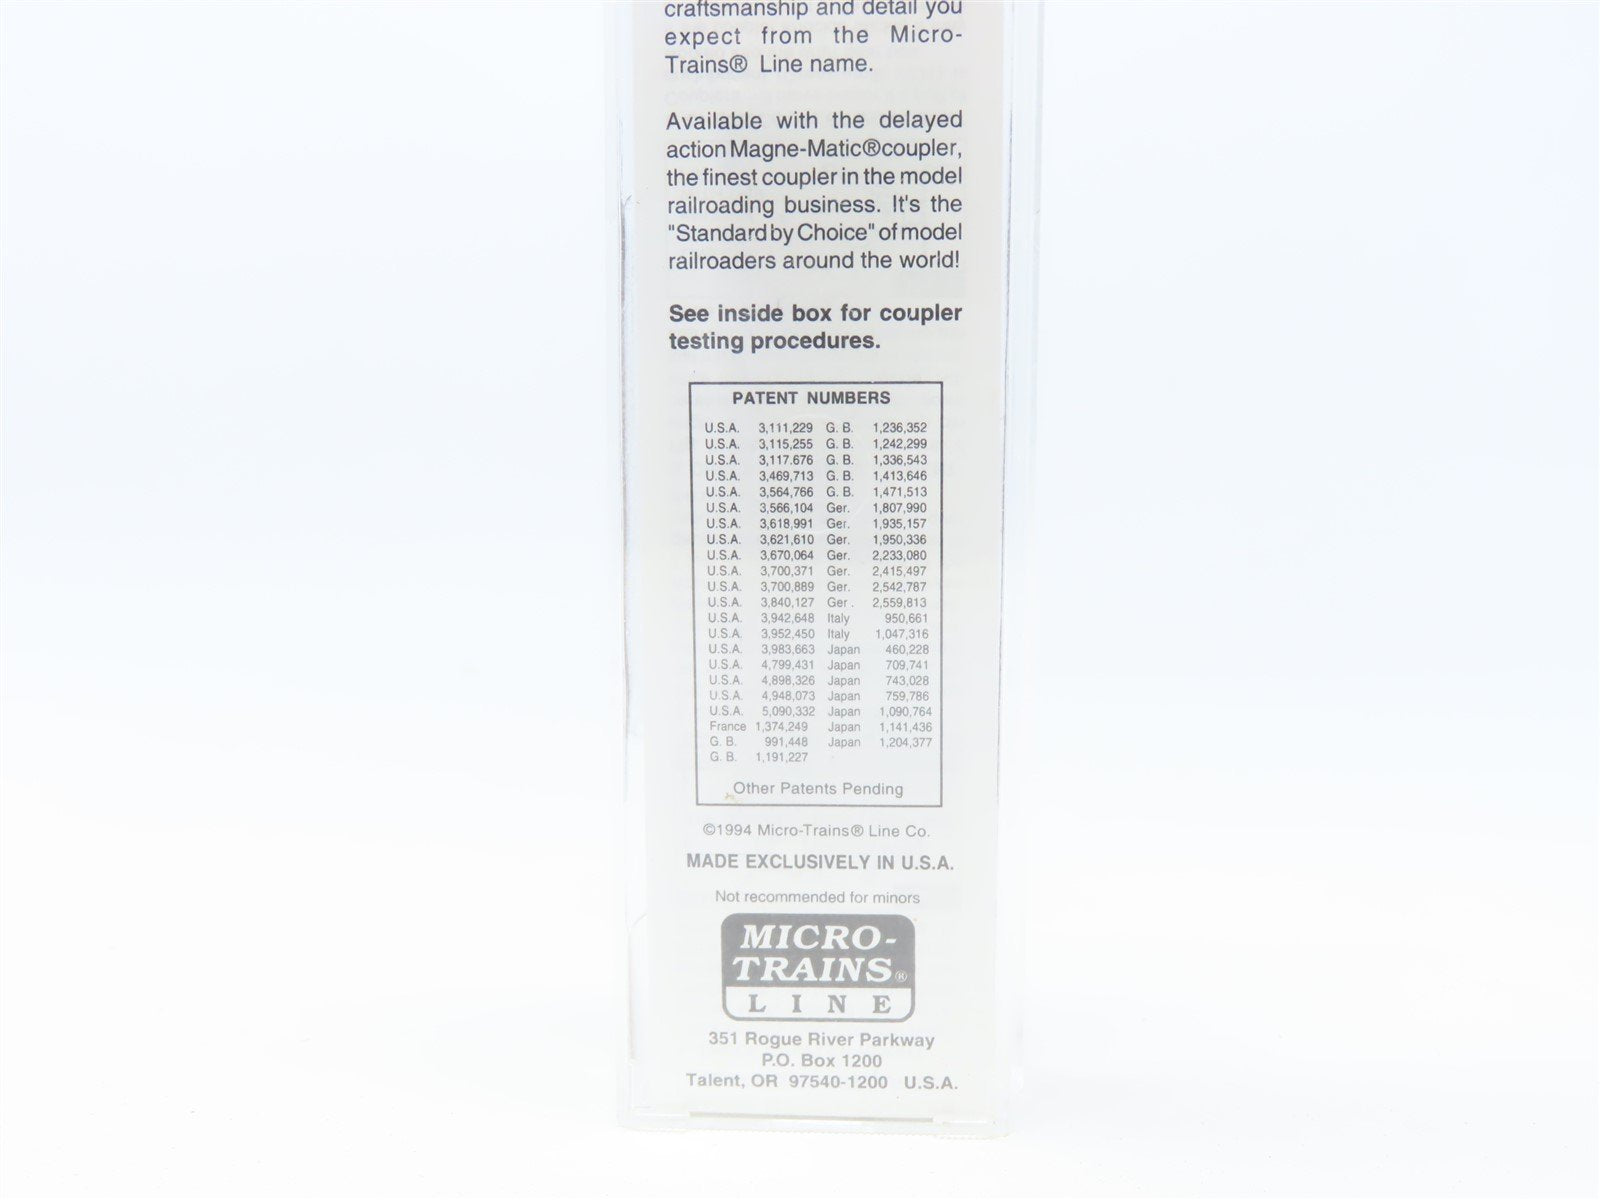 craftsmanship and detail you
expect from the Micro-
Trains® Line name.
Available with the delayed
action Magne-Matic®coupler,
the finest coupler in the model
railroading business. It's the
"Standard by Choice" of model
railroaders around the world!
See inside box for coupler
testing procedures.
PATENT NUMBERS
U.S.A. 3,111,229 G. B. 1,236,352
U.S.A. 3,115,255 G. B. 1,242,299
U.S.A. 3,117.676 G. B. 1,336,543
U.S.A. 3,469,713 G. B. 1,413,646
U.S.A. 3,564,766 G. B. 1,471,513
U.S.A. 3,566,104 Ger. 1,807,990
U.S.A. 3,618,991 Ger. 1,935,157
U.S.A. 3,621,610 Ger. 1,950,336
U.S.A. 3,670,064 Ger. 2,233,080
U.S.A. 3,700,371 Ger. 2,415,497
U.S.A. 3,700,889 Ger. 2,542,787
U.S.A. 3,840,127 Ger . 2,559,813
U.S.A. 3,942,648 Italy 950,661
U.S.A. 3,952,450 Italy 1,047,316
U.S.A. 3,983,663 Japan 460,228
U.S.A. 4,799,431 Japan 709,741
U.S.A. 4,898,326 Japan 743,028
U.S.A. 4,948,073 Japan 759,786
U.S.A. 5,090,332 Japan 1,090,764
France 1,374,249 Japan 1,141,436
G. B. 991,448 Japan 1,204,377
G. B. 1,191,227
Other Patents Pending
©1994 Micro-Trains® Line Co.
MADE EXCLUSIVELY IN U.S.A.
Not recommended for minors
MICRO-
TRAINS®
LINE
351 Rogue River Parkway
P.O. Box 1200
Talent, OR 97540-1200 U.S.A.